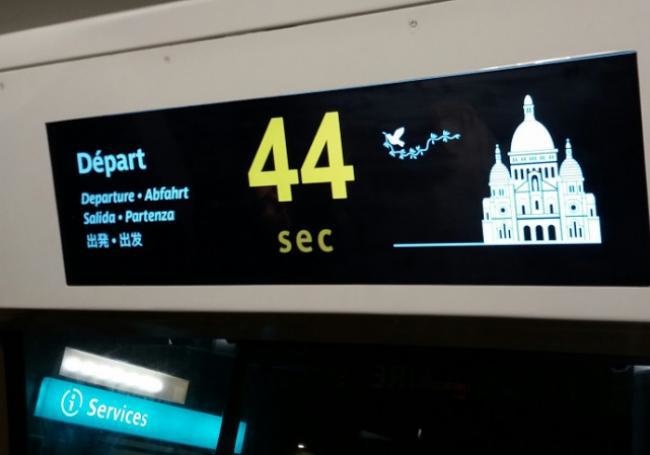 Départ
Departure • Abfahrt
Salida • Partenza
出発 • 出发
44
sec
i Services